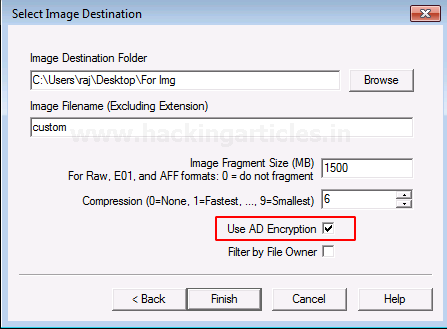 Select Image Destination
Image Destination Folder
C:\Users\raj\Desktop\For Img
Browse
Image Filename (Excluding Extension)
custom
www.hackingarticles.in
Image Fragment Size (MB)
1500
For Raw, E01, and AFF formats: 0 = do not fragment
Compression (0=None, 1=Fastest, ..., 9=Smallest)
6
Use AD Encryption
Filter by File Owner
< Back
Finish
Cancel
Help